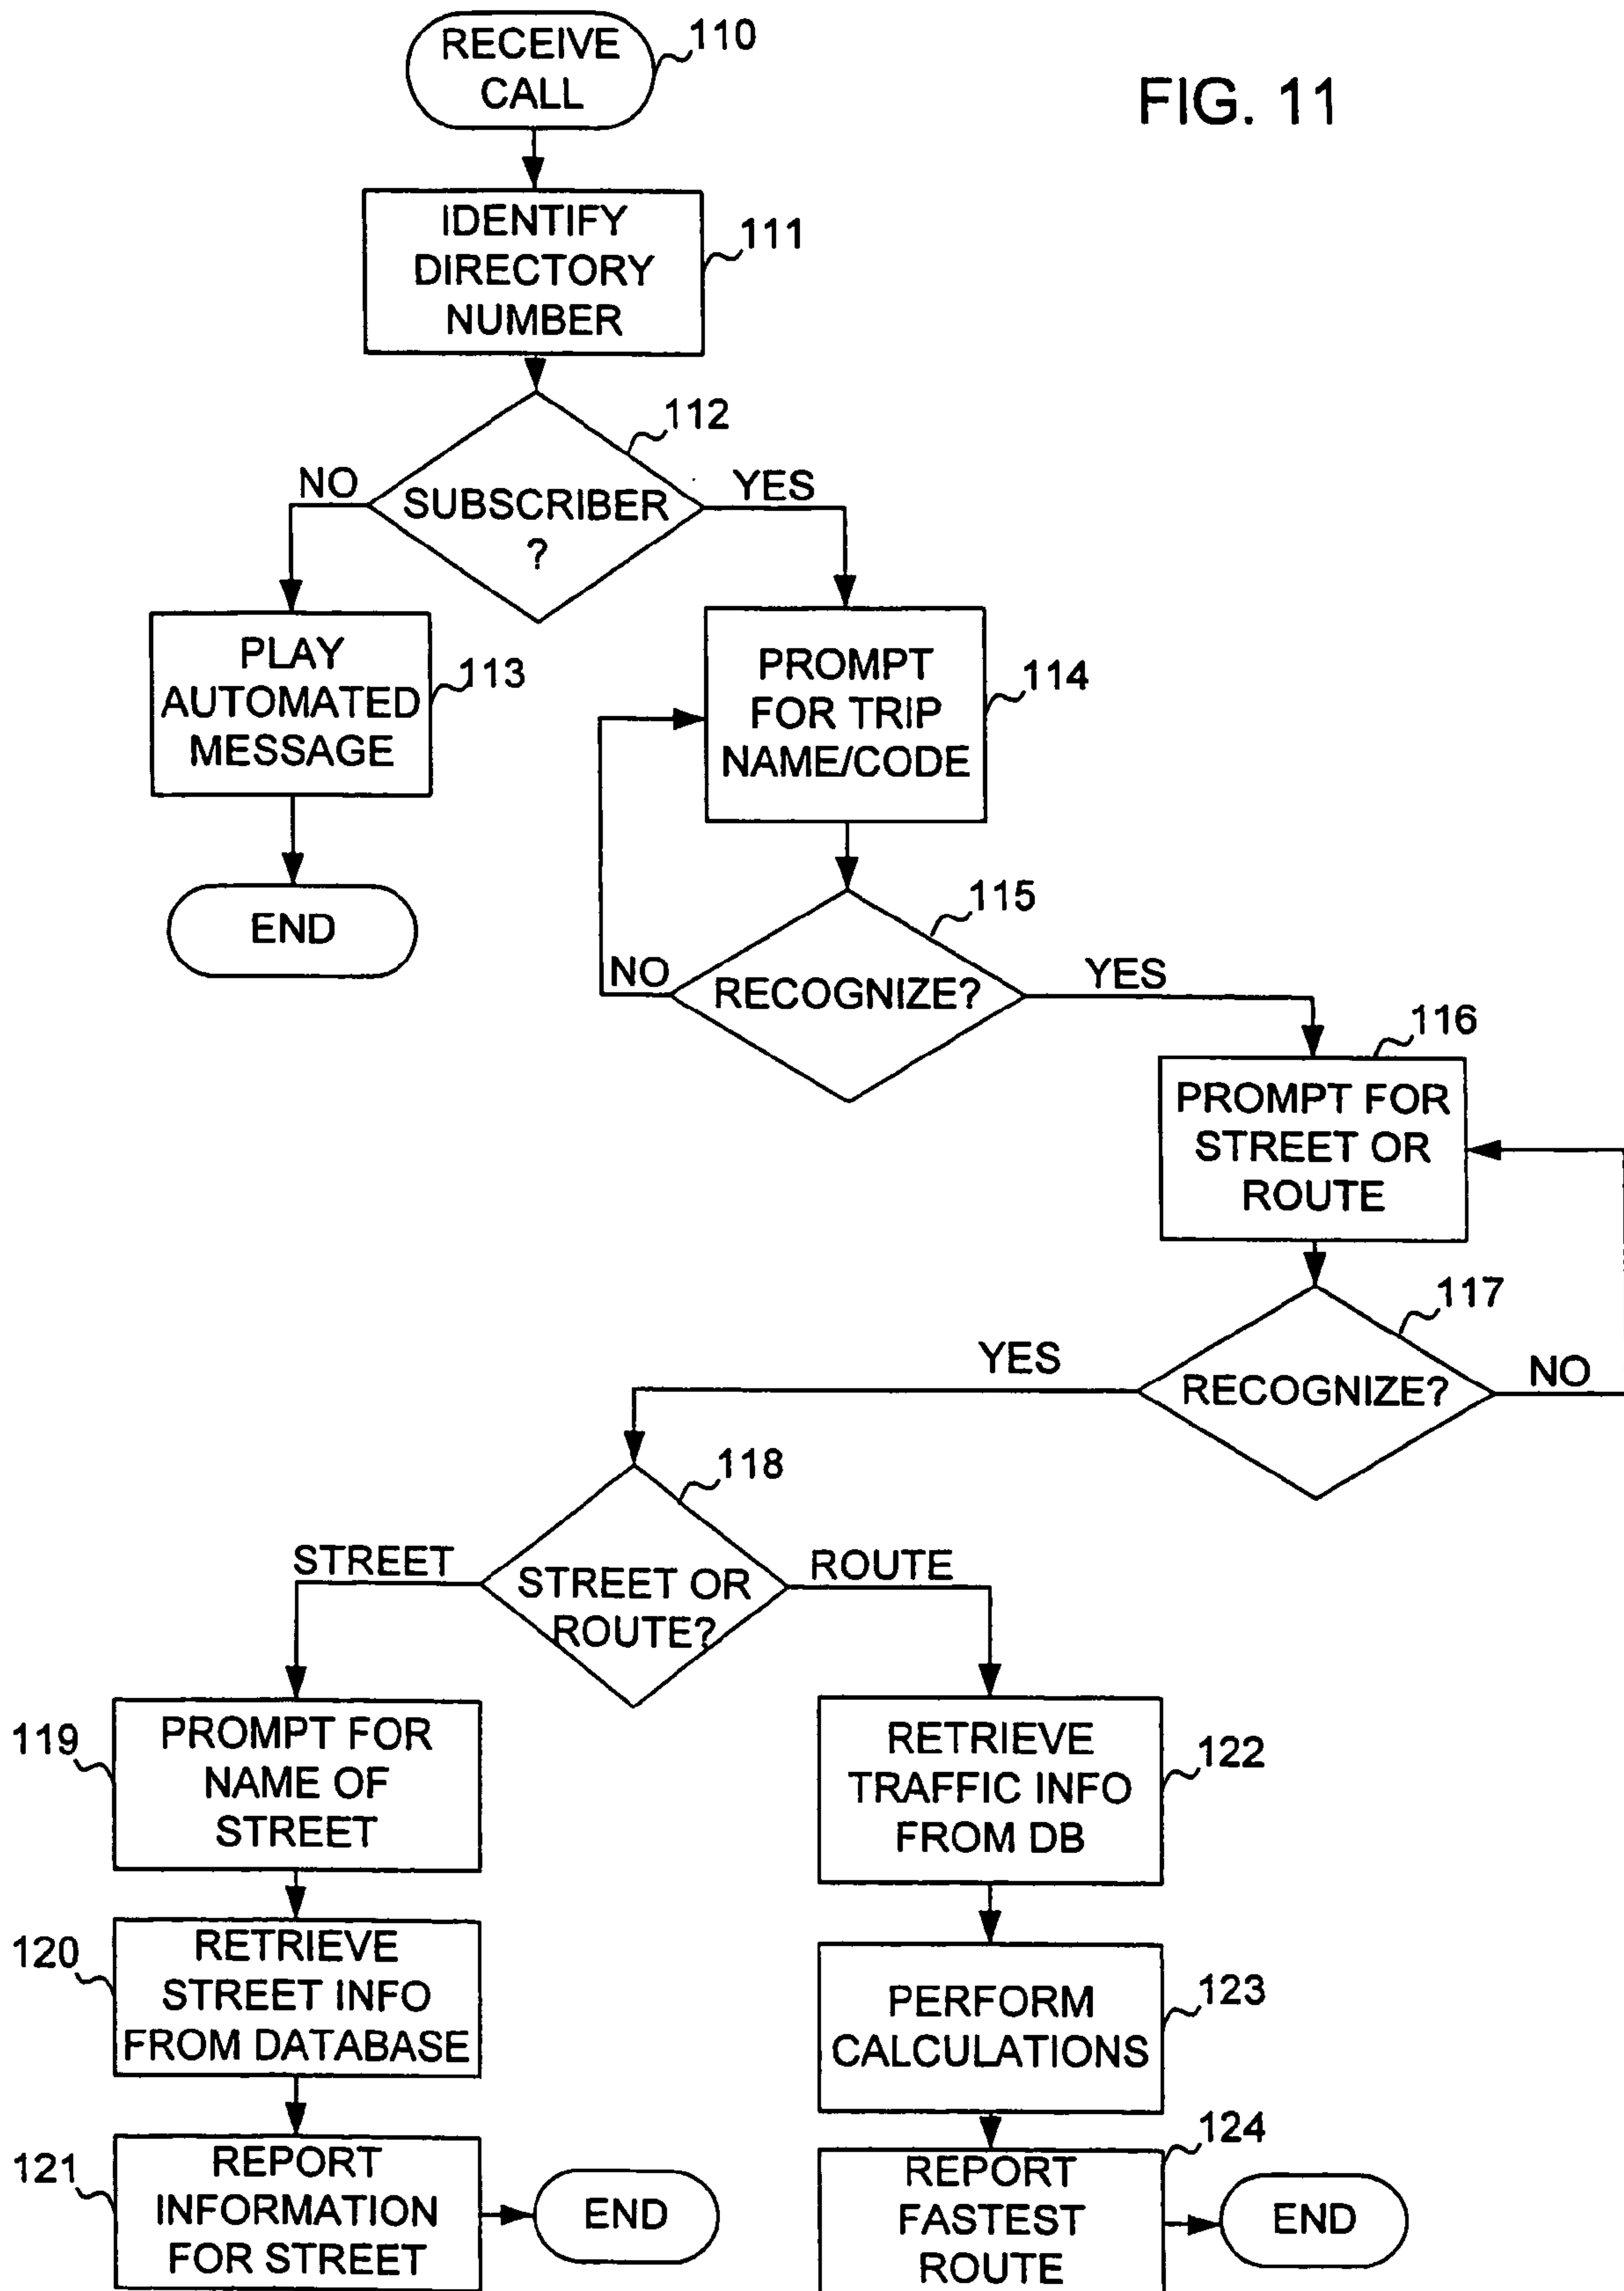 RECEIVE
CALL
110
FIG. 11
IDENTIFY
DIRECTORY
NUMBER
111
112
NO
SUBSCRIBER
?
YES
PLAY
AUTOMATED
MESSAGE
113
PROMPT
FOR TRIP
NAME/CODE
114
END
115
NO
RECOGNIZE?
YES
116
PROMPT FOR
STREET OR
ROUTE
117
YES
RECOGNIZE?
NO
118
STREET
STREET OR
ROUTE?
ROUTE
119
PROMPT FOR
NAME OF
STREET
RETRIEVE
TRAFFIC INFO
FROM DB
122
120
RETRIEVE
STREET INFO
FROM DATABASE
PERFORM
CALCULATIONS
123
121
REPORT
INFORMATION
FOR STREET
END
124
REPORT
FASTEST
ROUTE
END